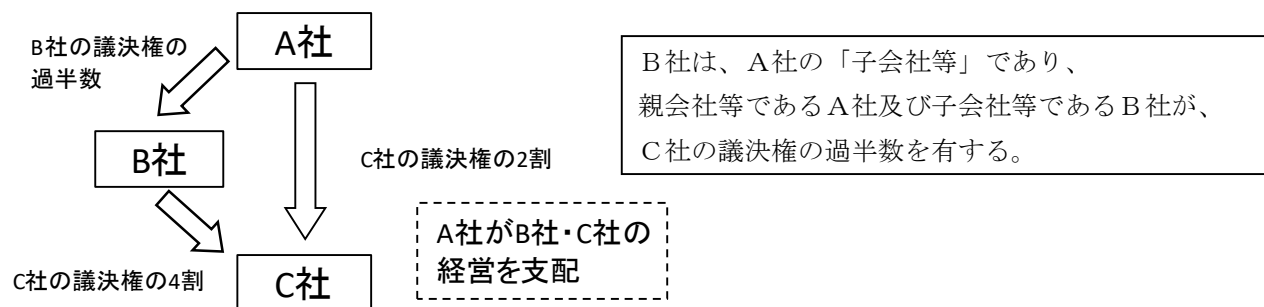 B社の議決権の
過半数
A社
B社は、A社の「子会社等」であり、
親会社等であるA社及び子会社等であるB社が、
C社の議決権の過半数を有する。
B社
C社の議決権の2割
A社がB社・C社の
経営を支配
C社の議決権の4割
C社